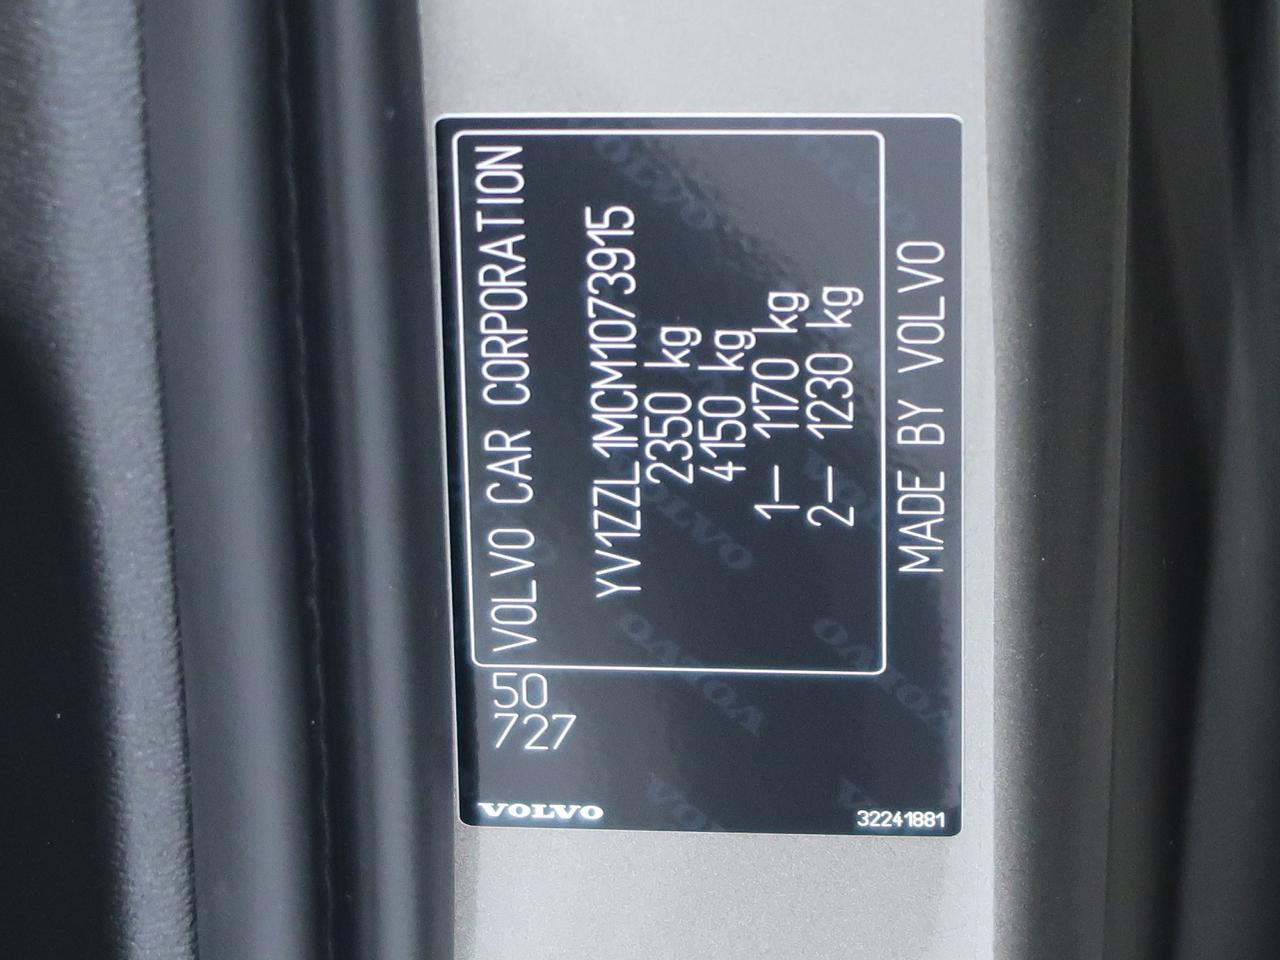 VOLVO
50
727
VOLVO CAR CORPORATION
YV1ZZL1MCM1073915
2350 kg
4150 kg
1– 1170 kg
2– 1230 kg
MADE BY VOLVO
32241881